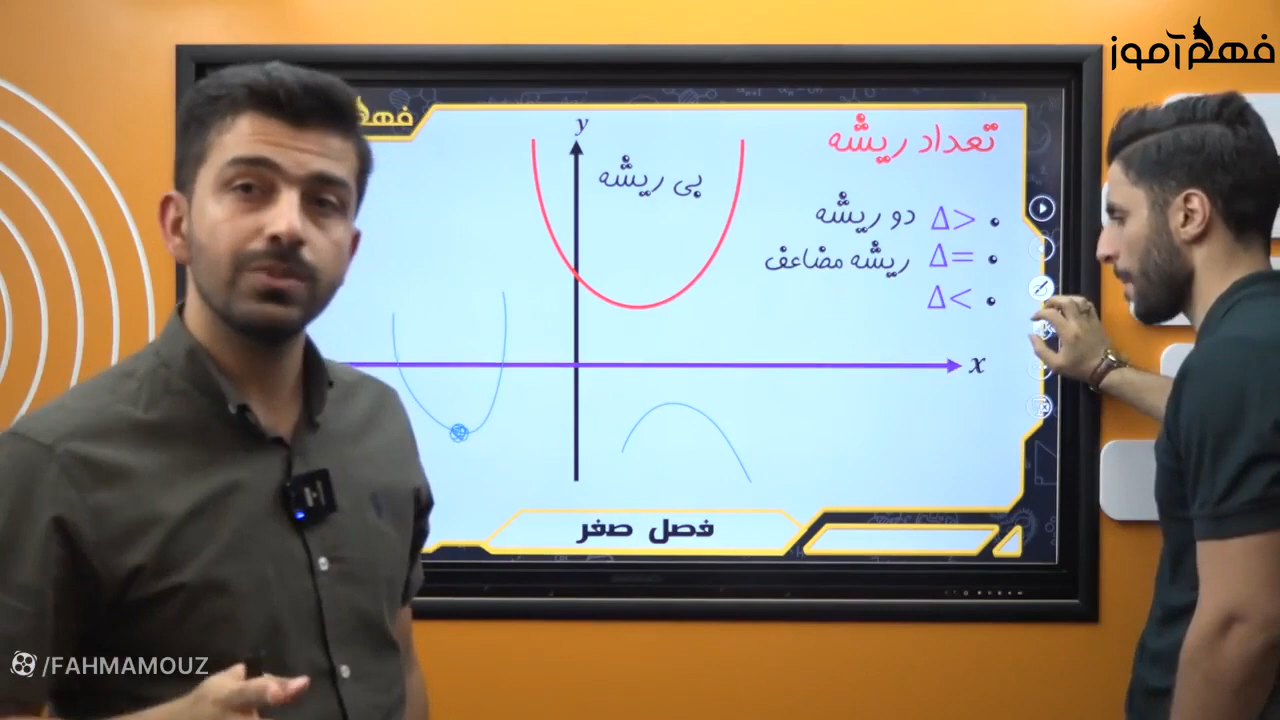 فهم آموز
تعداد ریشه
y
بی ریشه
Δ> دو ریشه
Δ= ریشه مضاعف
Δ<
x
فصل صفر
/FAHMAMOUZ